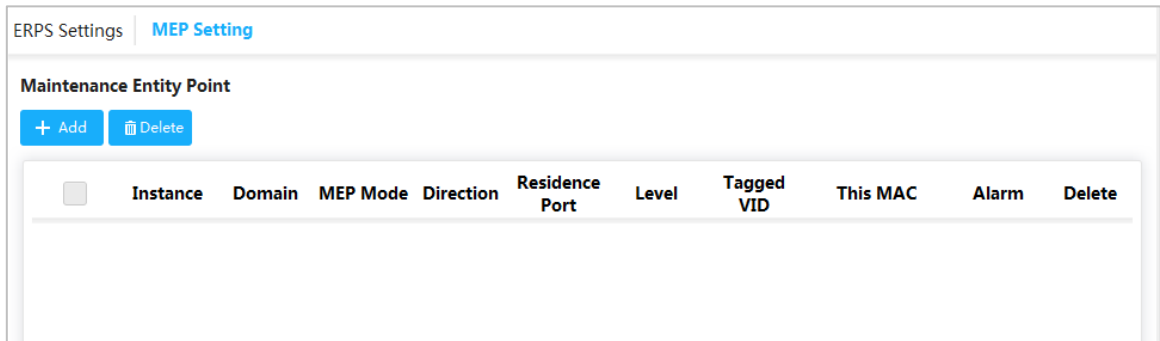 ERPS Settings MEP Setting
Maintenance Entity Point
+ Add Delete
Instance Domain MEP Mode Direction Residence Port Level Tagged VID This MAC Alarm Delete